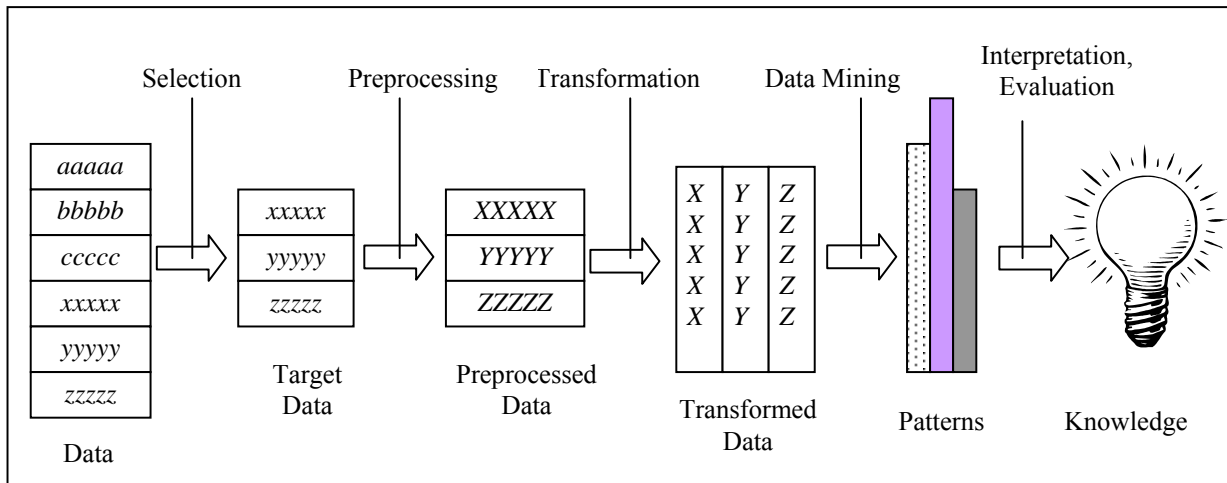 Selection
Preprocessing
Transformation
Data Mining
Interpretation,
Evaluation
aaaaa
bbbbb
ccccc
xxxxx
yyyyy
zzzzz
Data
xxxxx
yyyyy
zzzzz
Target
Data
XXXXX
YYYYY
ZZZZZ
Preprocessed
Data
X Y Z
X Y Z
X Y Z
X Y Z
X Y Z
Transformed
Data
Patterns
Knowledge